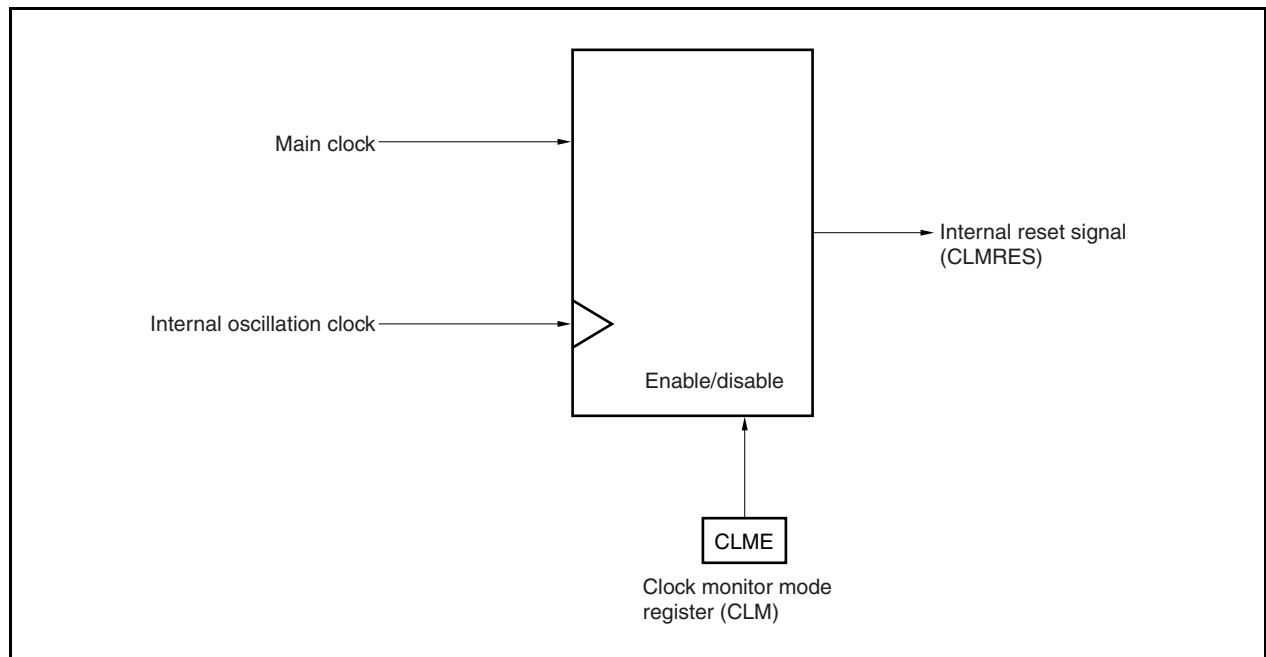 Main clock
Internal reset signal
(CLMRES)
Internal oscillation clock
Enable/disable
CLME
Clock monitor mode
register (CLM)